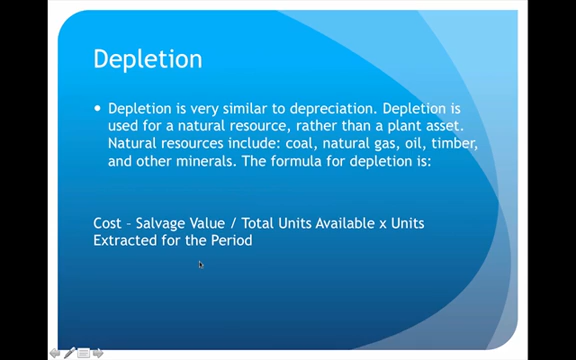 Depletion
• Depletion is very similar to depreciation. Depletion is
used for a natural resource, rather than a plant asset.
Natural resources include: coal, natural gas, oil, timber,
and other minerals. The formula for depletion is:
Cost – Salvage Value / Total Units Available x Units
Extracted for the Period